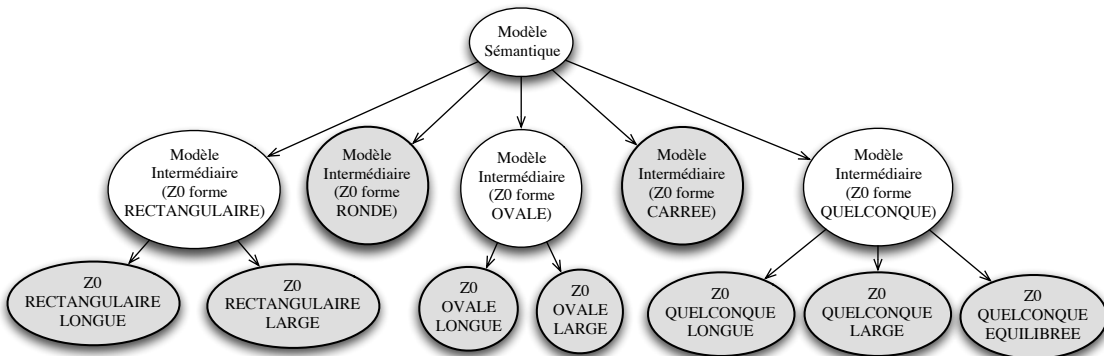 Modèle
Sémantique
Modèle
Intermédiaire
(Z0 forme
RECTANGULAIRE)
Modèle
Intermédiaire
(Z0 forme
RONDE)
Modèle
Intermédiaire
(Z0 forme
OVALE)
Modèle
Intermédiaire
(Z0 forme
CARREE)
Modèle
Intermédiaire
(Z0 forme
QUELCONQUE)
Z0
RECTANGULAIRE
LONGUE
Z0
RECTANGULAIRE
LARGE
Z0
OVALE
LONGUE
Z0
OVALE
LARGE
Z0
QUELCONQUE
LONGUE
Z0
QUELCONQUE
LARGE
Z0
QUELCONQUE
EQUILIBREE